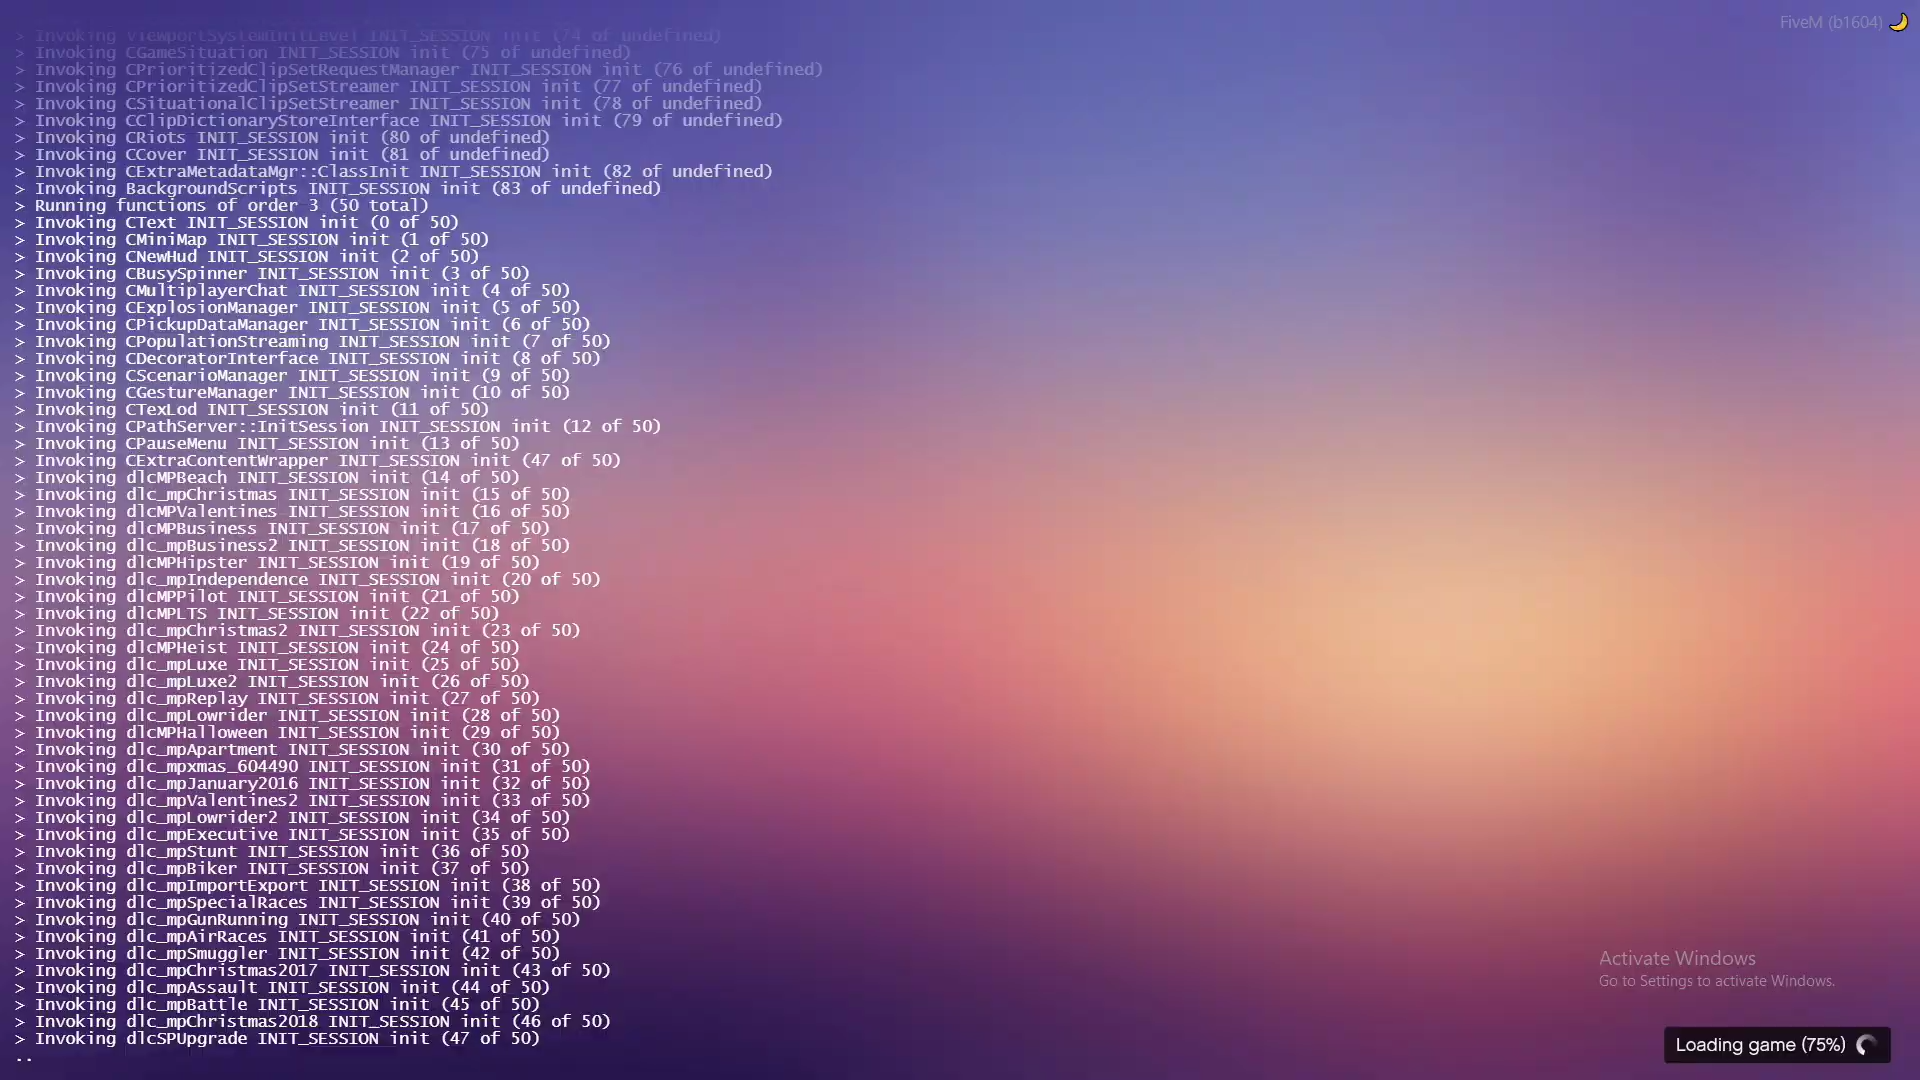 FiveM (b1604)
> Invoking ViewportSystemInitLevel INIT_SESSION init (74 of undefined)
> Invoking CGameSituation INIT_SESSION init (75 of undefined)
> Invoking CPrioritizedClipSetRequestManager INIT_SESSION init (76 of undefined)
> Invoking CPrioritizedClipSetStreamer INIT_SESSION init (77 of undefined)
> Invoking CSituationalClipSetStreamer INIT_SESSION init (78 of undefined)
> Invoking CClipDictionaryStoreInterface INIT_SESSION init (79 of undefined)
> Invoking CRiots INIT_SESSION init (80 of undefined)
> Invoking CCover INIT_SESSION init (81 of undefined)
> Invoking CExtraMetadataMgr::ClassInit INIT_SESSION init (82 of undefined)
> Invoking BackgroundScripts INIT_SESSION init (83 of undefined)
> Running functions of order 3 (50 total)
> Invoking CText INIT_SESSION init (0 of 50)
> Invoking CMiniMap INIT_SESSION init (1 of 50)
> Invoking CNewHud INIT_SESSION init (2 of 50)
> Invoking CBusySpinner INIT_SESSION init (3 of 50)
> Invoking CMultiplayerChat INIT_SESSION init (4 of 50)
> Invoking CExplosionManager INIT_SESSION init (5 of 50)
> Invoking CPickupDataManager INIT_SESSION init (6 of 50)
> Invoking CPopulationStreaming INIT_SESSION init (7 of 50)
> Invoking CDecoratorInterface INIT_SESSION init (8 of 50)
> Invoking CScenarioManager INIT_SESSION init (9 of 50)
> Invoking CGestureManager INIT_SESSION init (10 of 50)
> Invoking CTexLod INIT_SESSION init (11 of 50)
> Invoking CPathServer::InitSession INIT_SESSION init (12 of 50)
> Invoking CPauseMenu INIT_SESSION init (13 of 50)
> Invoking CExtraContentWrapper INIT_SESSION init (47 of 50)
> Invoking dlcMPBeach INIT_SESSION init (14 of 50)
> Invoking dlc_mpChristmas INIT_SESSION init (15 of 50)
> Invoking dlcMPValentines INIT_SESSION init (16 of 50)
> Invoking dlcMPBusiness INIT_SESSION init (17 of 50)
> Invoking dlc_mpBusiness2 INIT_SESSION init (18 of 50)
> Invoking dlcMPHipster INIT_SESSION init (19 of 50)
> Invoking dlc_mpIndependence INIT_SESSION init (20 of 50)
> Invoking dlcMPPilot INIT_SESSION init (21 of 50)
> Invoking dlcMPLTS INIT_SESSION init (22 of 50)
> Invoking dlc_mpChristmas2 INIT_SESSION init (23 of 50)
> Invoking dlcMPHeist INIT_SESSION init (24 of 50)
> Invoking dlc_mpLuxe INIT_SESSION init (25 of 50)
> Invoking dlc_mpLuxe2 INIT_SESSION init (26 of 50)
> Invoking dlc_mpReplay INIT_SESSION init (27 of 50)
> Invoking dlc_mpLowrider INIT_SESSION init (28 of 50)
> Invoking dlcMPHalloween INIT_SESSION init (29 of 50)
> Invoking dlc_mpApartment INIT_SESSION init (30 of 50)
> Invoking dlc_mpxmas_604490 INIT_SESSION init (31 of 50)
> Invoking dlc_mpJanuary2016 INIT_SESSION init (32 of 50)
> Invoking dlc_mpValentines2 INIT_SESSION init (33 of 50)
> Invoking dlc_mpLowrider2 INIT_SESSION init (34 of 50)
> Invoking dlc_mpExecutive INIT_SESSION init (35 of 50)
> Invoking dlc_mpStunt INIT_SESSION init (36 of 50)
> Invoking dlc_mpBiker INIT_SESSION init (37 of 50)
> Invoking dlc_mpImportExport INIT_SESSION init (38 of 50)
> Invoking dlc_mpSpecialRaces INIT_SESSION init (39 of 50)
> Invoking dlc_mpGunRunning INIT_SESSION init (40 of 50)
> Invoking dlc_mpAirRaces INIT_SESSION init (41 of 50)
> Invoking dlc_mpSmuggler INIT_SESSION init (42 of 50)
> Invoking dlc_mpChristmas2017 INIT_SESSION init (43 of 50)
> Invoking dlc_mpAssault INIT_SESSION init (44 of 50)
> Invoking dlc_mpBattle INIT_SESSION init (45 of 50)
> Invoking dlc_mpChristmas2018 INIT_SESSION init (46 of 50)
> Invoking dlcSPUpgrade INIT_SESSION init (47 of 50)
..
Activate Windows
Go to Settings to activate Windows.
Loading game (75%)